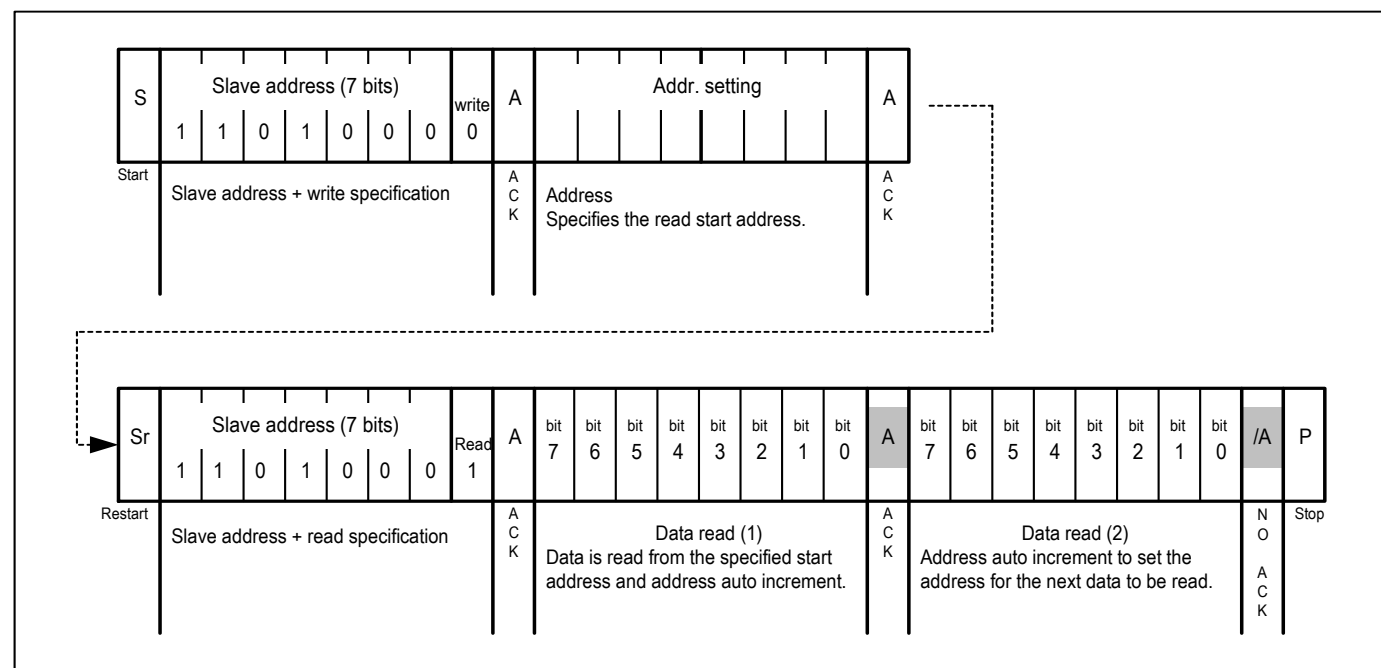 S Slave address (7 bits) write A Addr. setting A
1 1 0 1 0 0 0 0
Start
Slave address + write specification
A
C
K
Address
Specifies the read start address.
A
C
K
Sr Slave address (7 bits) Read A bit bit bit bit bit bit bit bit A bit bit bit bit bit bit bit bit /A P
1 1 0 1 0 0 0 1 7 6 5 4 3 2 1 0 7 6 5 4 3 2 1 0
Restart
Slave address + read specification
A
C
K
Data read (1)
Data is read from the specified start
address and address auto increment.
A
C
K
Data read (2)
Address auto increment to set the
address for the next data to be read.
N
O
A
C
K
Stop